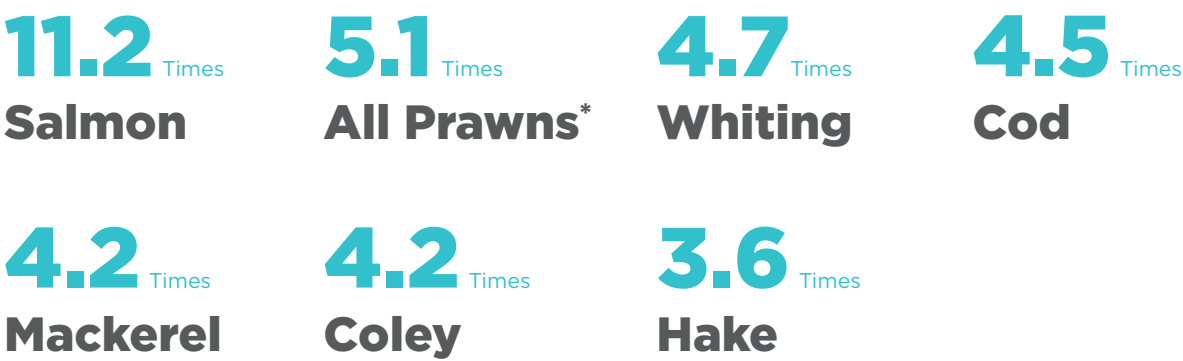 11.2 Times 5.1 Times 4.7 Times 4.5 Times
Salmon All Prawns* Whiting Cod
4.2 Times 4.2 Times 3.6 Times
Mackerel Coley Hake